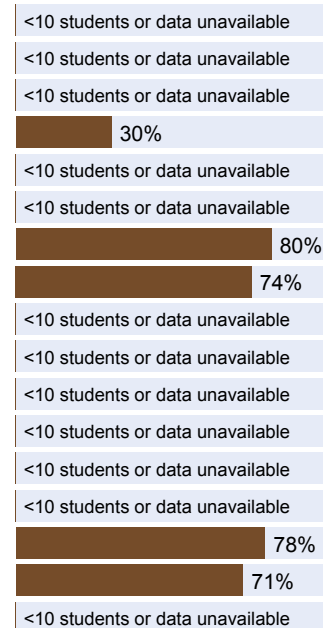 <10 students or data unavailable
<10 students or data unavailable
<10 students or data unavailable
30%
<10 students or data unavailable
<10 students or data unavailable
80%
74%
<10 students or data unavailable
<10 students or data unavailable
<10 students or data unavailable
<10 students or data unavailable
<10 students or data unavailable
<10 students or data unavailable
78%
71%
<10 students or data unavailable